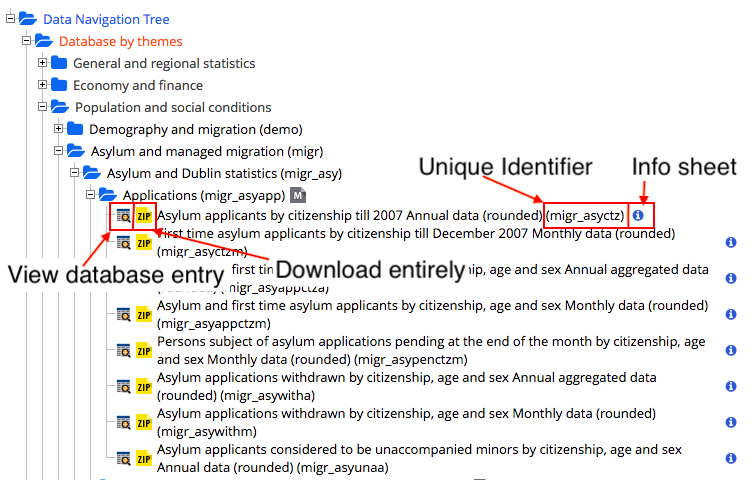 Data Navigation Tree
Database by themes
General and regional statistics
Economy and finance
Population and social conditions
Demography and migration (demo)
Asylum and managed migration (migr)
Unique Identifier
Info sheet
Asylum and Dublin statistics (migr_asy)
Applications (migr_asyapp) M
ZIP Asylum applicants by citizenship till 2007 Annual data (rounded) (migr_asyctz) i
ZIP First time asylum applicants by citizenship till December 2007 Monthly data (rounded) i
(migr_asyctzm)
View database entry
Download entirely
first time ship, age and sex Annual aggregated data i
(rounded) (migr_asyappctza)
ZIP Asylum and first time asylum applicants by citizenship, age and sex Monthly data (rounded) i
(migr_asyappctzm)
ZIP Persons subject of asylum applications pending at the end of the month by citizenship, age i
and sex Monthly data (rounded) (migr_asypenctzm)
ZIP Asylum applications withdrawn by citizenship, age and sex Annual aggregated data i
(rounded) (migr_asywitha)
ZIP Asylum applications withdrawn by citizenship, age and sex Monthly data (rounded) i
(migr_asywithm)
ZIP Asylum applicants considered to be unaccompanied minors by citizenship, age and sex i
Annual data (rounded) (migr_asyunaa)